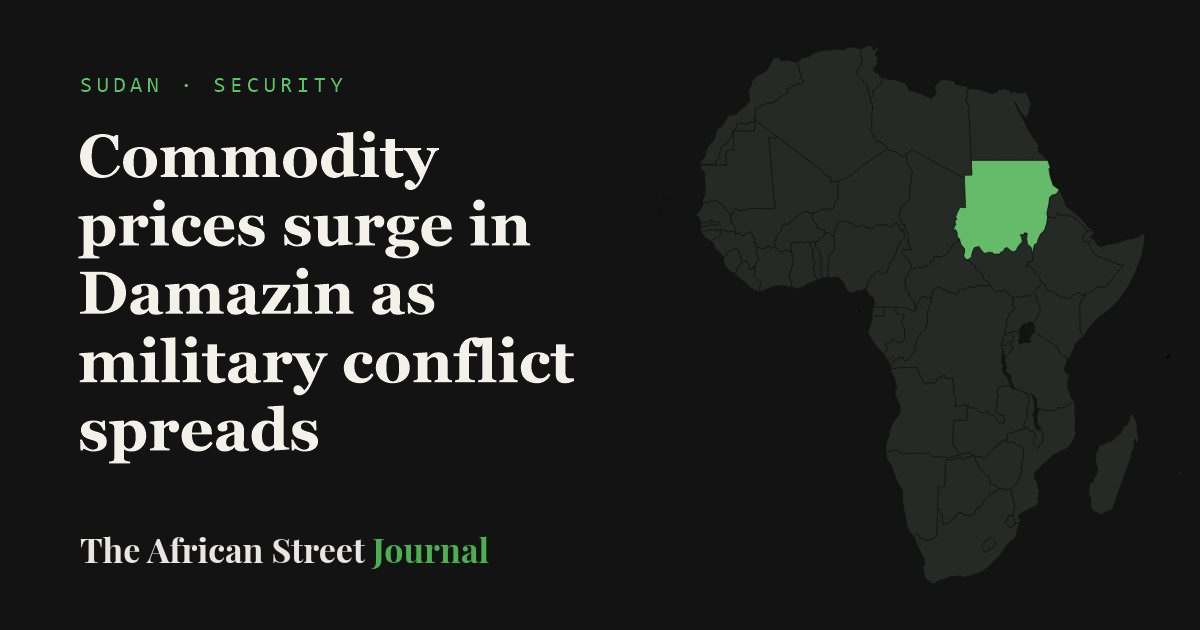 SUDAN · SECURITY
Commodity
prices surge in
Damazin as
military conflict
spreads
The African Street Journal